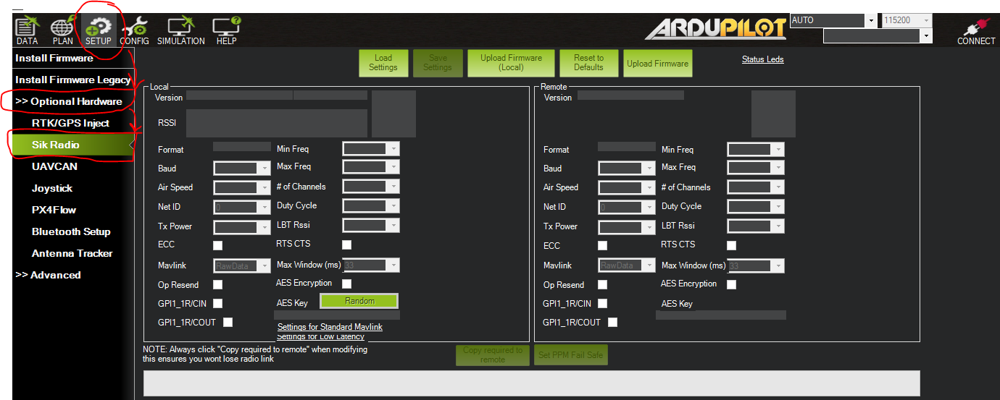 DATA
PLAN
SETUP
CONFIG
SIMULATION
HELP
ARDUPILOT
AUTO
115200
CONNECT
Install Firmware
Install Firmware Legacy
>> Optional Hardware
RTK/GPS Inject
Sik Radio
UAVCAN
Joystick
PX4Flow
Bluetooth Setup
Antenna Tracker
>> Advanced
Load
Settings
Save
Settings
Upload Firmware
(Local)
Reset to
Defaults
Upload Firmware
Status Leds
Local
Version
RSSI
Format
Min Freq
Baud
Max Freq
Air Speed
# of Channels
Net ID
0
Duty Cycle
Tx Power
LBT Rssi
ECC
RTS CTS
Mavlink
RawData
Max Window (ms)
33
Op Resend
AES Encryption
GPI1_1R/CIN
AES Key
Random
GPI1_1R/COUT
Settings for Standard Mavlink
Settings for Low Latency
Remote
Version
Format
Min Freq
Baud
Max Freq
Air Speed
# of Channels
Net ID
0
Duty Cycle
Tx Power
LBT Rssi
ECC
RTS CTS
Mavlink
RawData
Max Window (ms)
33
Op Resend
AES Encryption
GPI1_1R/CIN
AES Key
GPI1_1R/COUT
NOTE: Always click "Copy required to remote" when modifying
this ensures you wont lose radio link
Copy required to
remote
Set PPM Fail Safe